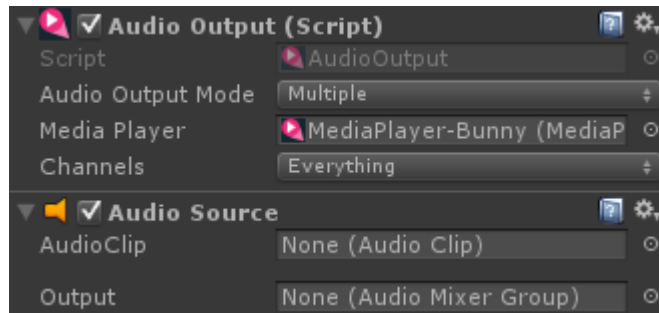 Audio Output (Script)
Script AudioOutput
Audio Output Mode Multiple
Media Player MediaPlayer-Bunny (MediaP
Channels Everything
Audio Source
AudioClip None (Audio Clip)
Output None (Audio Mixer Group)